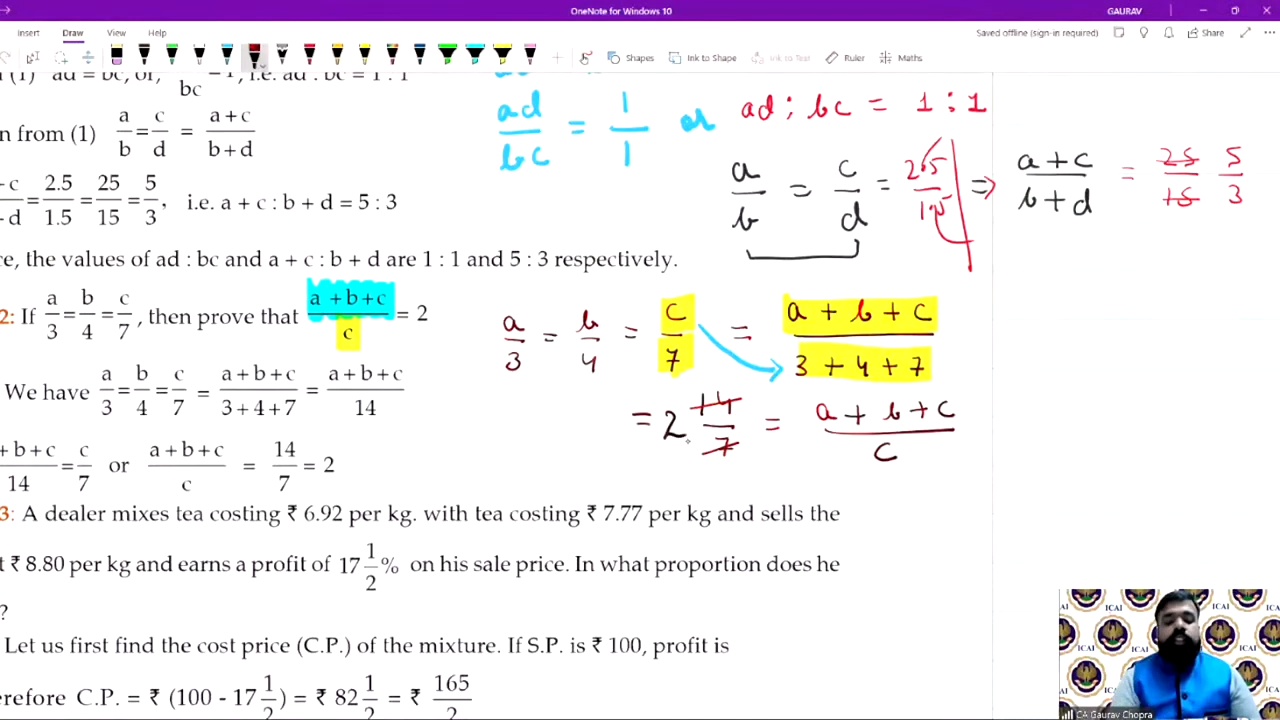 OneNote for Windows 10
GAURAV
Insert Draw View Help
Saved offline (sign-in required)
Share
Shapes Ink to Shape Ink to Text Ruler Maths
(1) ad = bc, or, bc = 1, i.e. ad : bc = 1 : 1
n from (1) a/b = c/d = a+c/b+d
+c/-d = 2.5/1.5 = 25/15 = 5/3, i.e. a + c : b + d = 5 : 3
ce, the values of ad : bc and a + c : b + d are 1 : 1 and 5 : 3 respectively.
2: If a/3 = b/4 = c/7, then prove that a + b + c/c = 2
We have a/3 = b/4 = c/7 = a+b+c/3+4+7 = a+b+c/14
+b+c/14 = c/7 or a+b+c/c = 14/7 = 2
3: A dealer mixes tea costing ₹ 6.92 per kg. with tea costing ₹ 7.77 per kg and sells the
t ₹ 8.80 per kg and earns a profit of 17 1/2% on his sale price. In what proportion does he
?
Let us first find the cost price (C.P.) of the mixture. If S.P. is ₹ 100, profit is
erefore C.P. = ₹ (100 - 17 1/2) = ₹ 82 1/2 = ₹ 165/2
ad/bc = 1/1 or ad : bc = 1 : 1
a/b = c/d = 2.5/1.5 ⇒ a+c/b+d = 25/15 5/3
a/3 = b/4 = c/7 = a + b + c/3 + 4 + 7
= 2 14/7 = a + b + c/c
ICAI
CA Gaurav Chopra